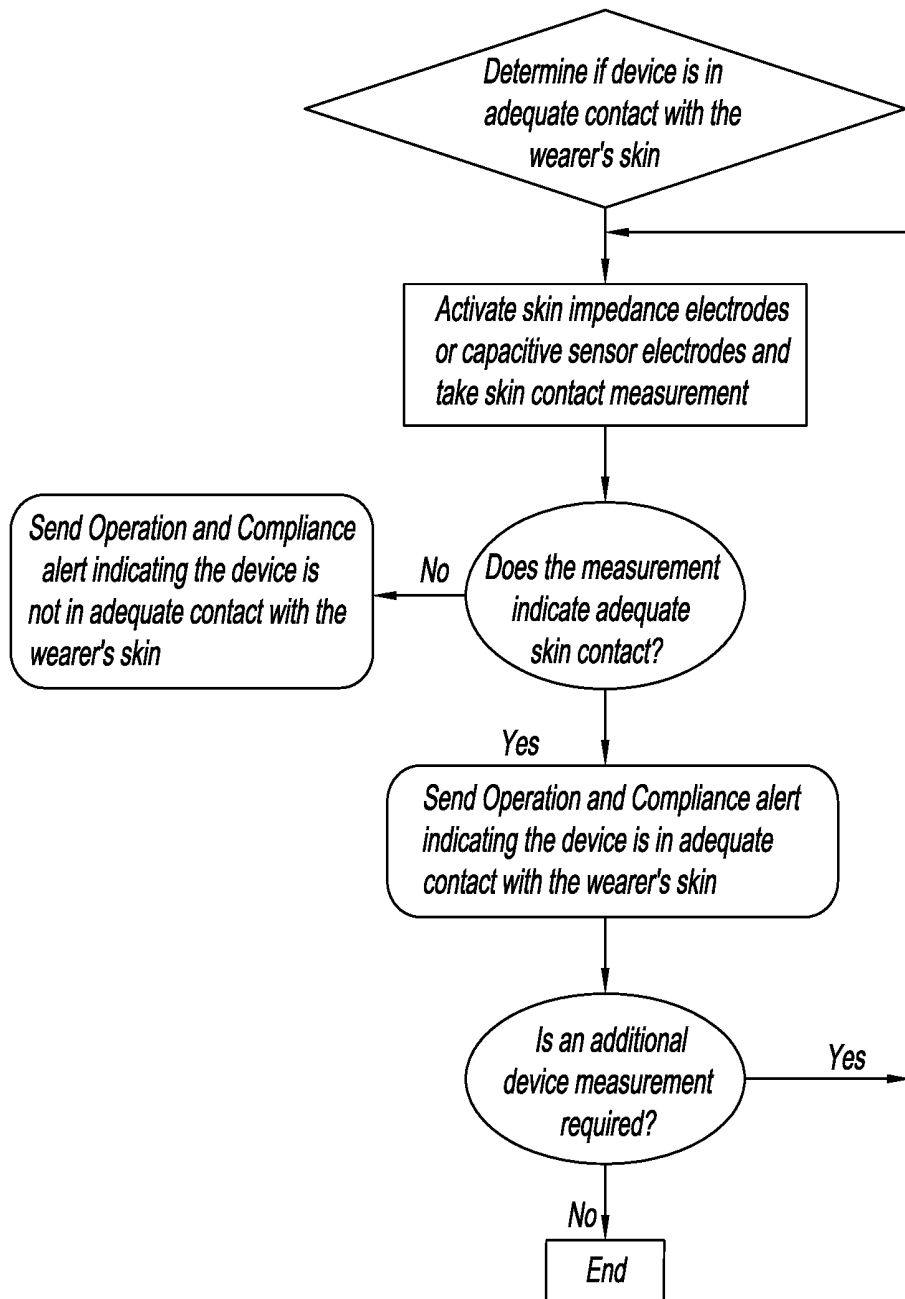 Determine if device is in
adequate contact with the
wearer's skin
Activate skin impedance electrodes
or capacitive sensor electrodes and
take skin contact measurement
Does the measurement
indicate adequate
skin contact?
No
Send Operation and Compliance
alert indicating the device is
not in adequate contact with the
wearer's skin
Yes
Send Operation and Compliance alert
indicating the device is in adequate
contact with the wearer's skin
Is an additional
device measurement
required?
Yes
No
End